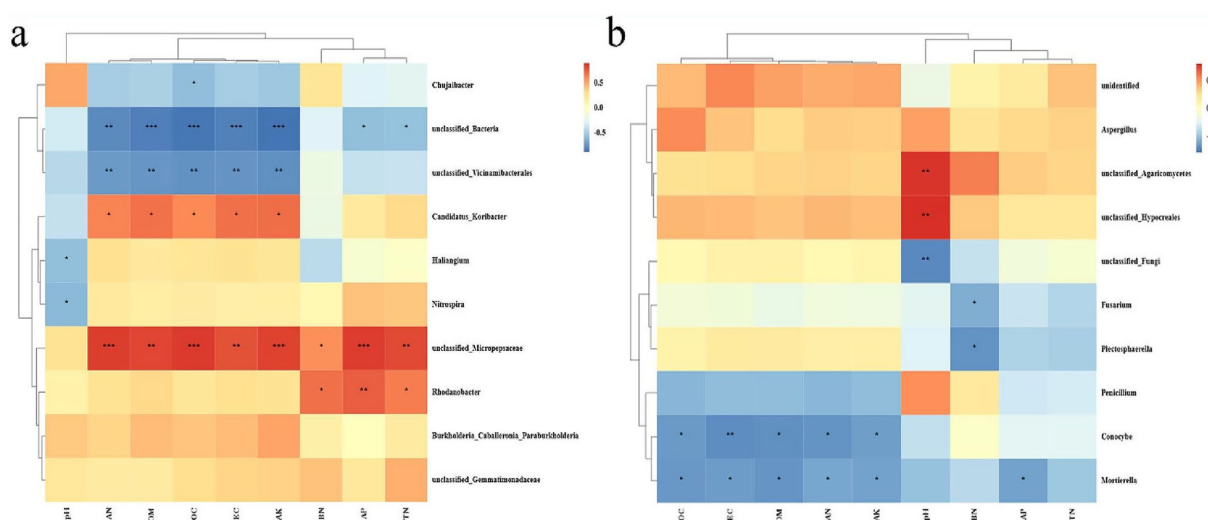 a
b
Chujaibacter
unclassified_Bacteria
unclassified_Vicinamibacterales
Candidatus_Koribacter
Haliangium
Nitrospira
unclassified_Micropepsaceae
Rhodanobacter
Burkholderia_Caballeronia_Paraburkholderia
unclassified_Gemmatimonadaceae
0.5
0.0
-0.5
pH AN OM OC EC AK BN AP TN
unidentified
Aspergillus
unclassified_Agaricomycetes
unclassified_Hypocreales
unclassified_Fungi
Fusarium
Plectosphaerella
Penicillium
Conocybe
Mortierella
OC EC OM AN AK pH BN AP TN